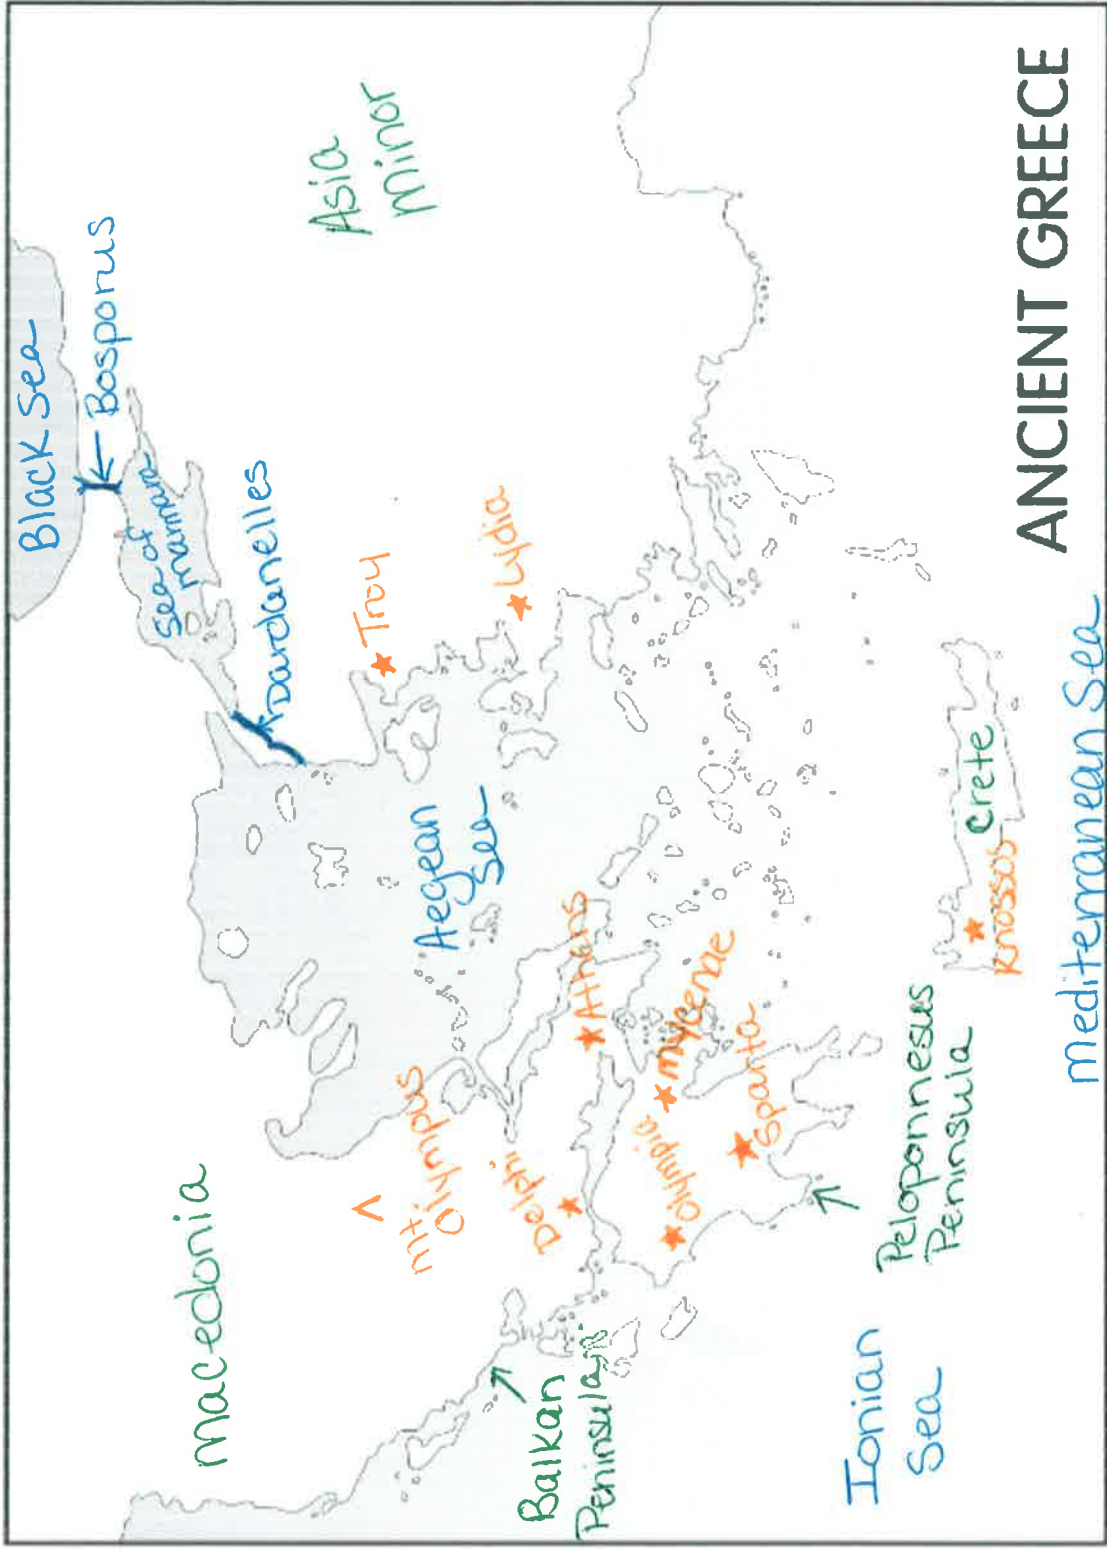 Black Sea
Bosporus
Sea of
marmara
Dardanelles
Asia
Minor
macedonia
Troy
Lydia
Aegean
Sea
mt
Olympus
Delphi
Athens
mycenae
Olympia
Sparta
Balkan
Peninsula
Peloponnesus
Peninsula
Ionian
Sea
Crete
Knossos
mediterranean Sea
ANCIENT GREECE